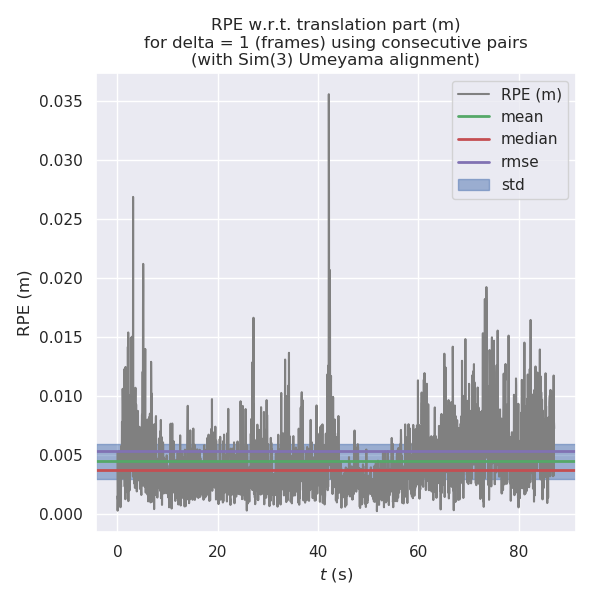 RPE w.r.t. translation part (m)
for delta = 1 (frames) using consecutive pairs
(with Sim(3) Umeyama alignment)
RPE (m)
mean
median
rmse
std
0.035
0.030
0.025
0.020
0.015
0.010
0.005
0.000
RPE (m)
0 20 40 60 80
t (s)